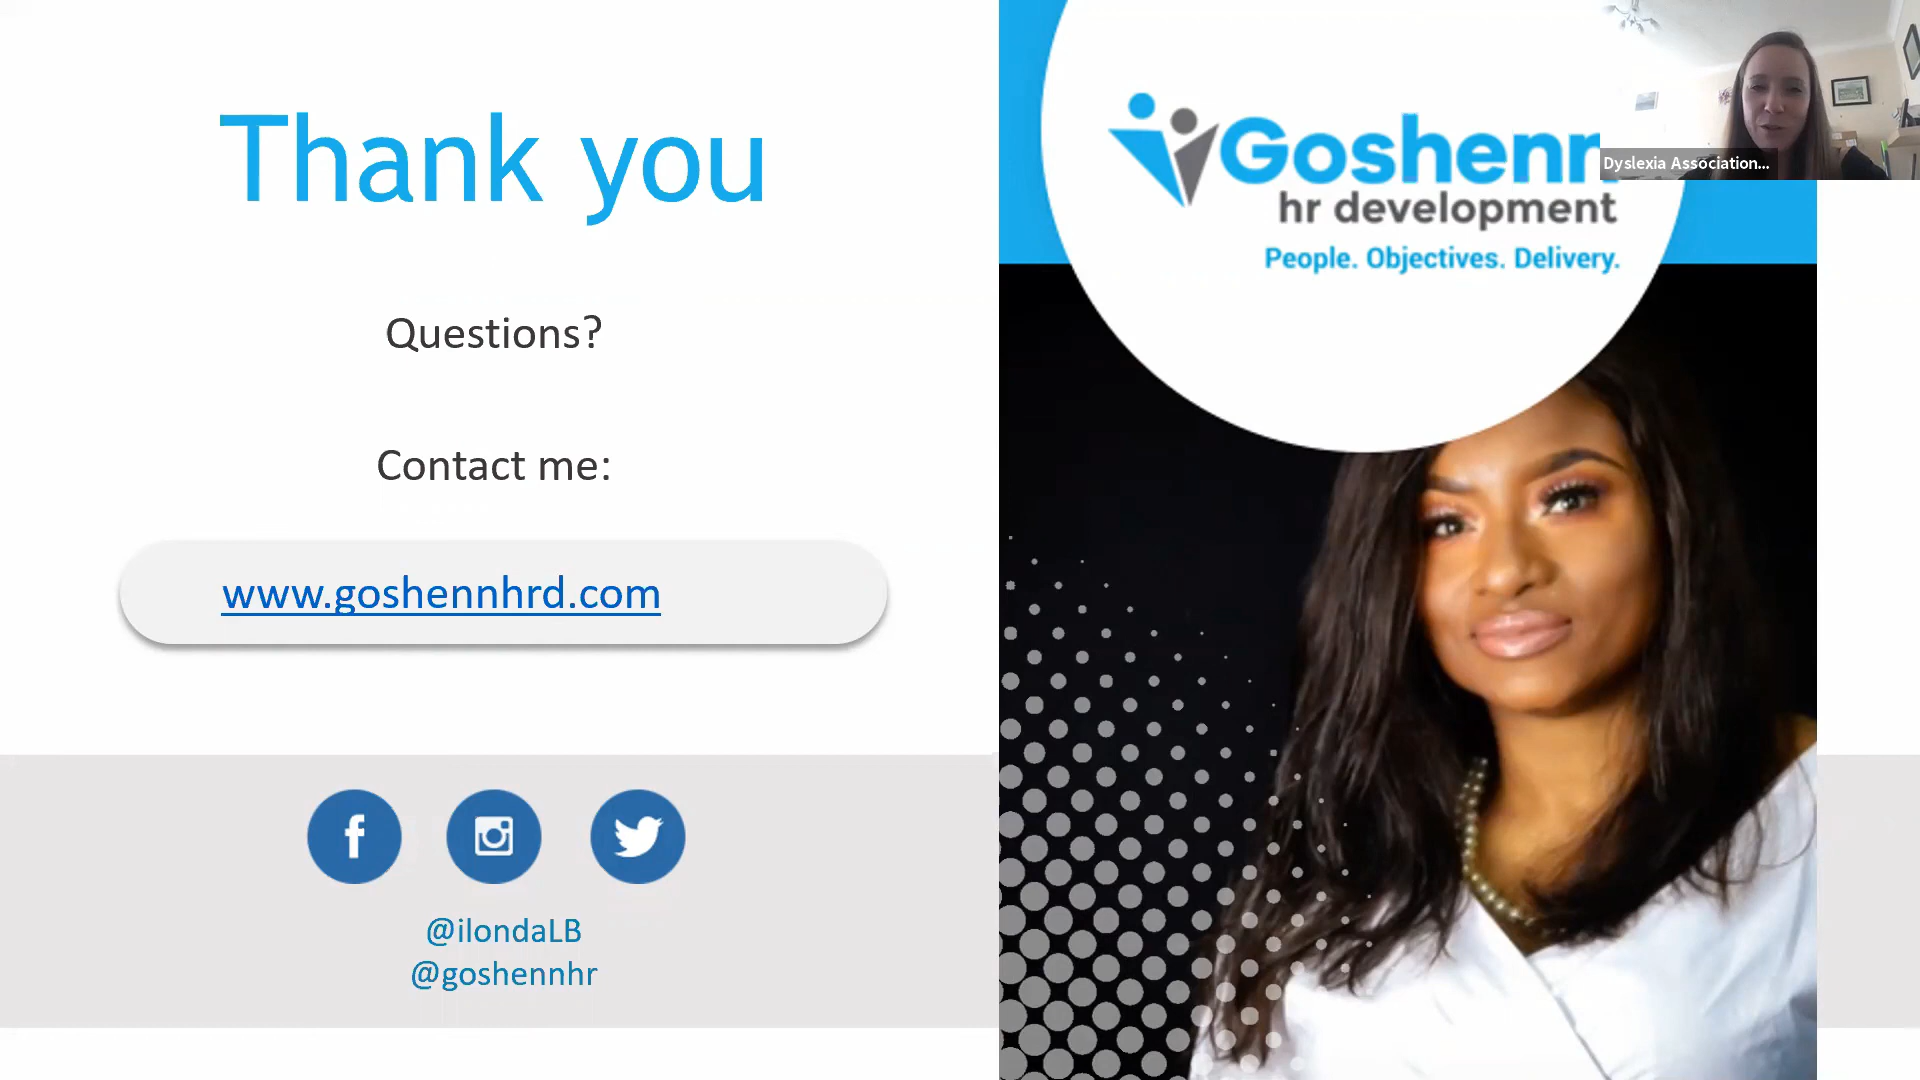 Thank you
Questions?
Contact me:
www.goshennhrd.com
@ilondaLB
@goshennhr
Goshenn
hr development
People. Objectives. Delivery.
Dyslexia Association...